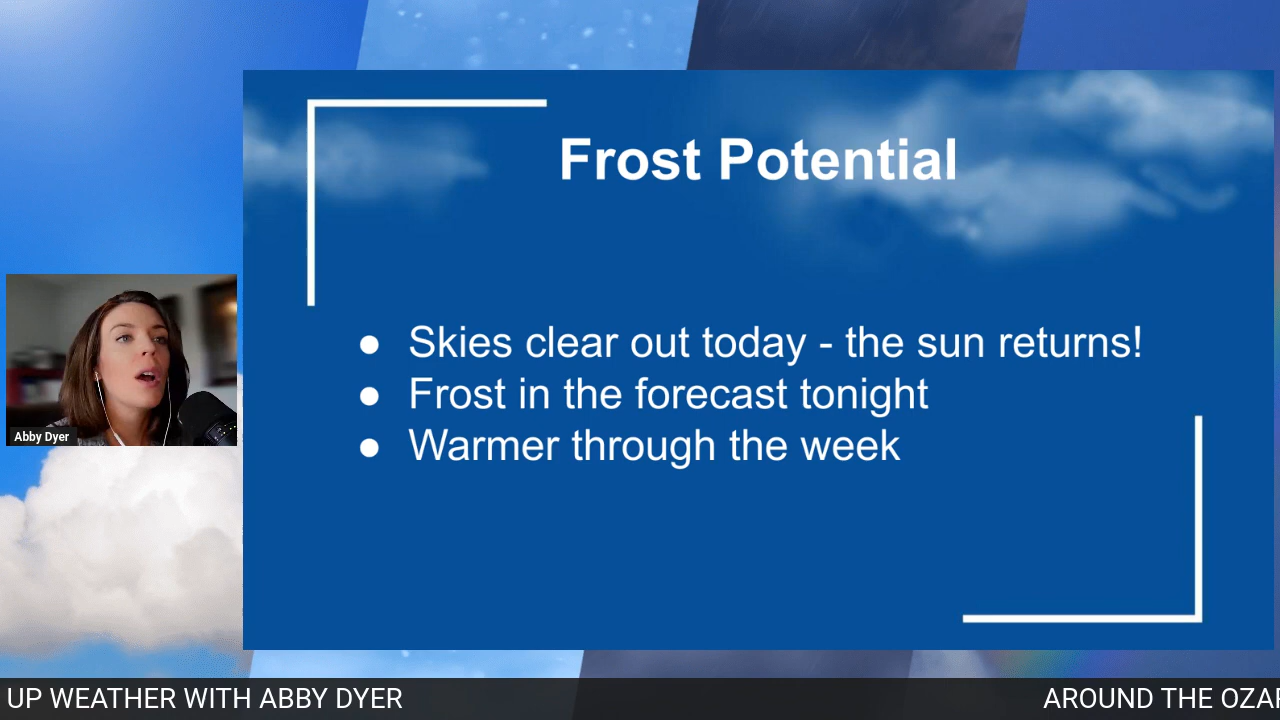 Frost Potential
● Skies clear out today - the sun returns!
● Frost in the forecast tonight
● Warmer through the week
Abby Dyer
UP WEATHER WITH ABBY DYER
AROUND THE